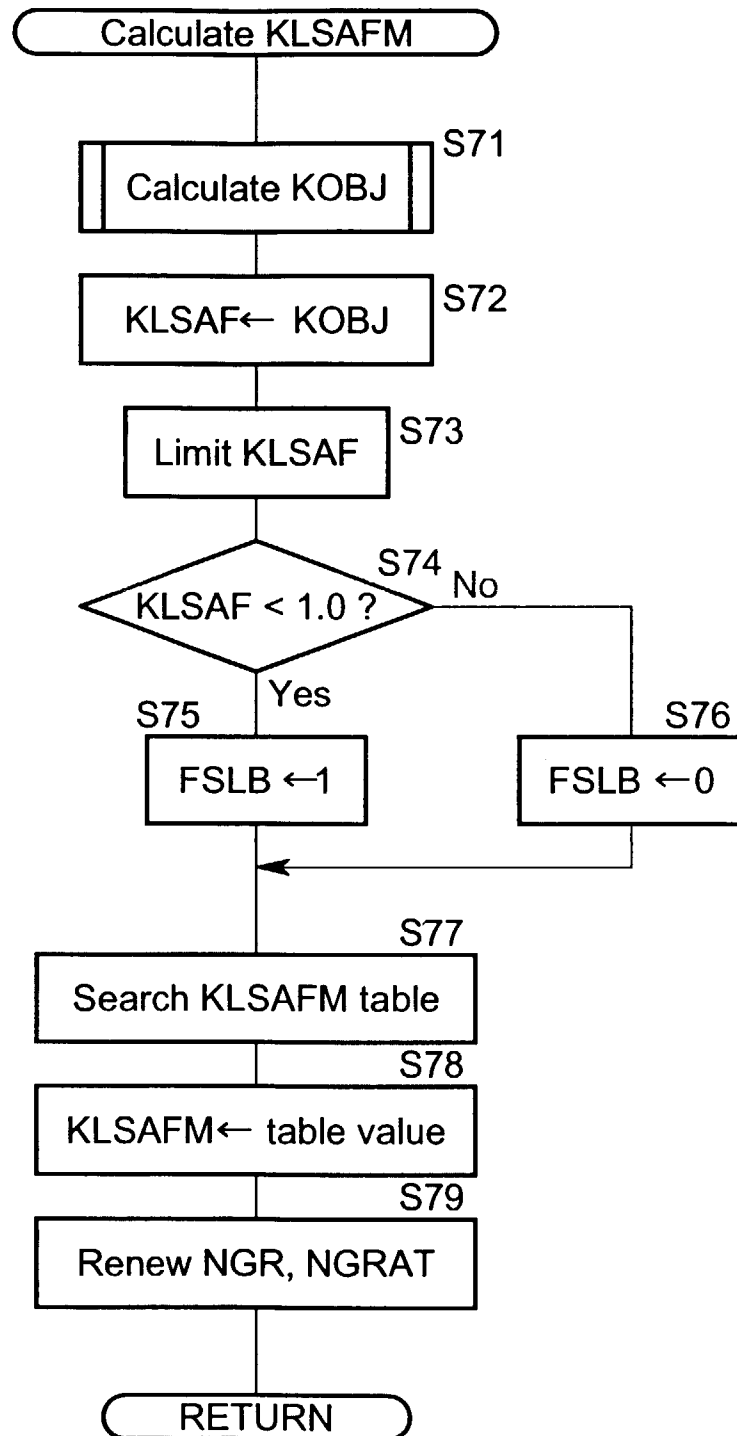 Calculate KLSAFM
S71
Calculate KOBJ
S72
KLSAF← KOBJ
S73
Limit KLSAF
S74
KLSAF < 1.0 ?
No
Yes
S75
FSLB ←1
S76
FSLB ←0
S77
Search KLSAFM table
S78
KLSAFM← table value
S79
Renew NGR, NGRAT
RETURN